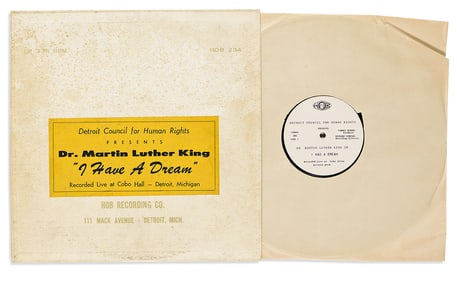 LP 33⅓ RPM
HOB 234
Detroit Council for Human Rights
PRESENTS
Dr. Martin Luther King
"I Have A Dream"
Recorded Live at Cobo Hall — Detroit, Michigan
HOB RECORDING CO.
111 MACK AVENUE - DETROIT, MICH.
HOB
DETROIT COUNCIL FOR HUMAN RIGHTS
DR. MARTIN LUTHER KING JR
I HAD A DREAM